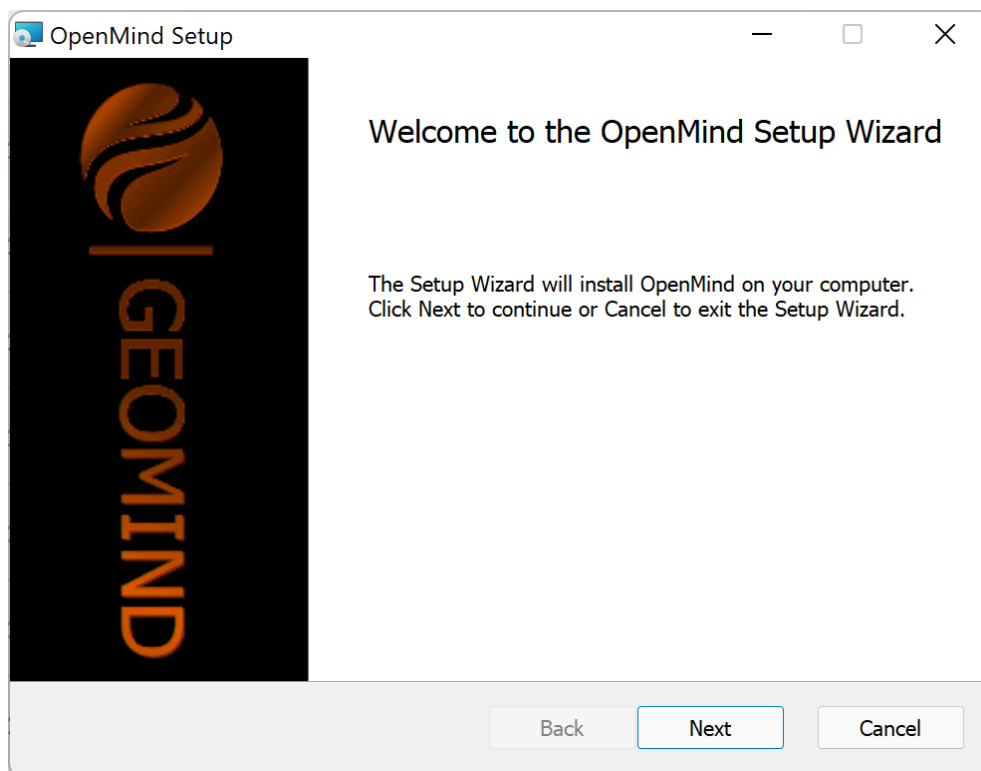 OpenMind Setup
GEOMIND
Welcome to the OpenMind Setup Wizard
The Setup Wizard will install OpenMind on your computer.
Click Next to continue or Cancel to exit the Setup Wizard.
Back
Next
Cancel